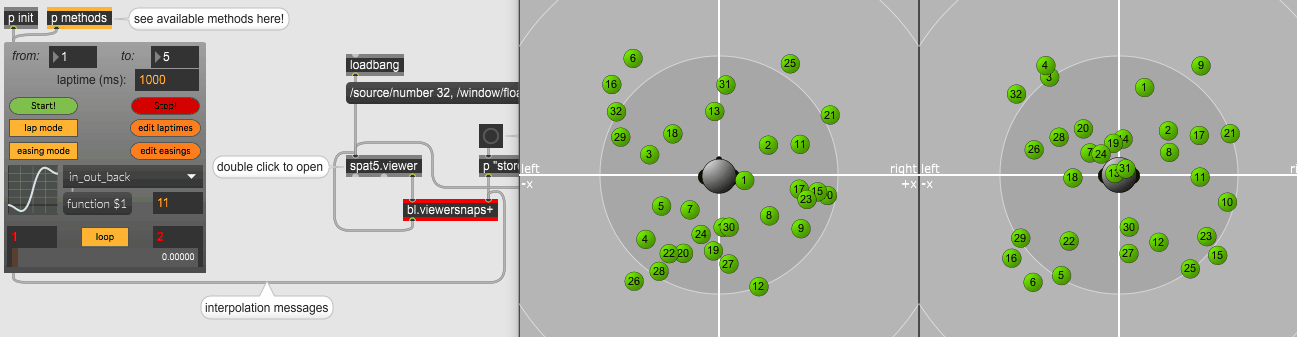 p init
p methods
see available methods here!
from:
1
to:
5
laptime (ms):
1000
Start!
Stop!
lap mode
edit laptimes
easing mode
edit easings
in_out_back
function $1
11
1
loop
2
0.00000
interpolation messages
loadbang
/source/number 32, /window/floa
double click to open
spat5.viewer
p "store
bl.viewersnaps+
left
-x
right
+x
6
25
16
31
32
13
21
29
18
2
11
3
1
17
15
0
23
5
7
8
9
4
24
30
22
20
19
28
27
26
12
-x
4
9
3
1
32
20
2
17
21
28
19
14
26
7
24
8
18
13
31
11
10
29
22
30
12
23
16
27
15
6
5
25
ri